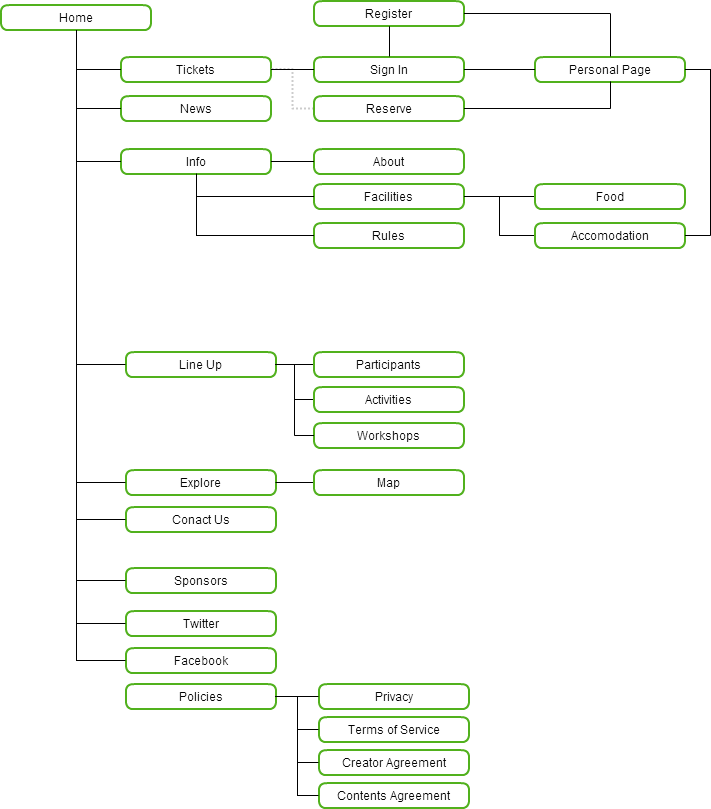 Home
Register
Tickets
Sign In
Personal Page
News
Reserve
Info
About
Facilities
Food
Rules
Accomodation
Line Up
Participants
Activities
Workshops
Explore
Map
Conact Us
Sponsors
Twitter
Facebook
Policies
Privacy
Terms of Service
Creator Agreement
Contents Agreement